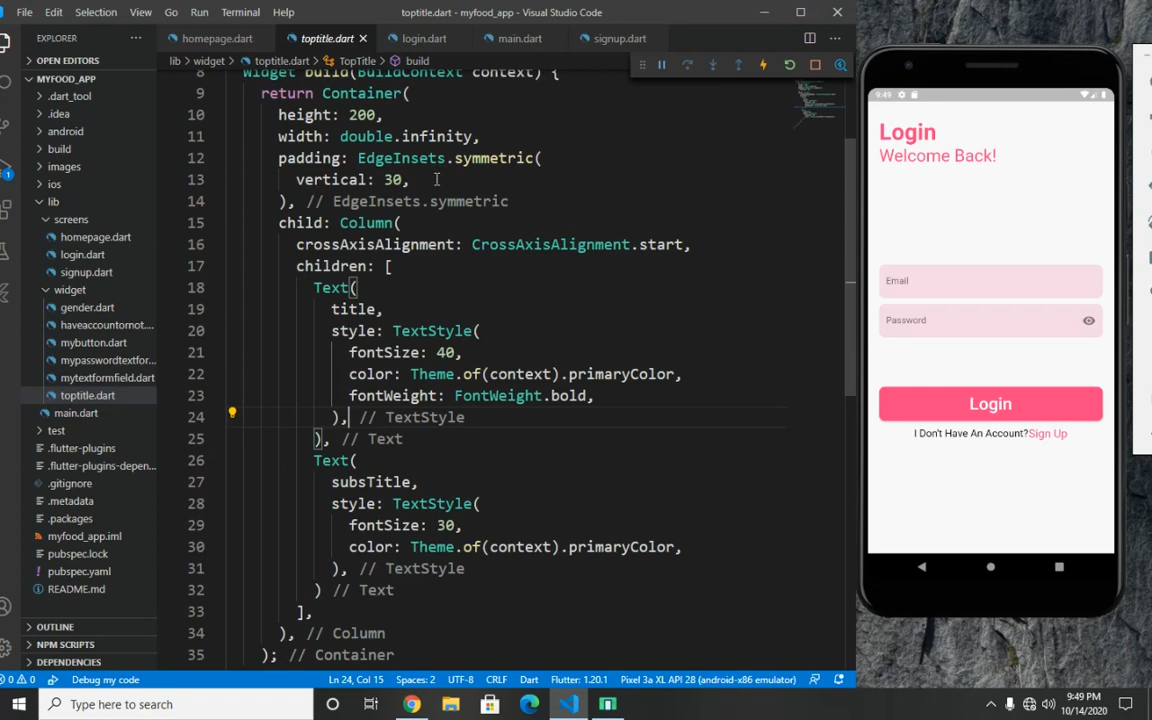 File Edit Selection View Go Run Terminal Help toptitle.dart - myfood_app - Visual Studio Code
EXPLORER
homepage.dart toptitle.dart login.dart main.dart signup.dart
OPEN EDITORS
lib > widget > toptitle.dart > TopTitle > build
MYFOOD_APP
.dart_tool
.idea
android
build
images
ios
lib
screens
homepage.dart
login.dart
signup.dart
widget
gender.dart
haveaccountornot....
mybutton.dart
mypasswordtextfor...
mytextformfield.dart
toptitle.dart
main.dart
test
.flutter-plugins
.flutter-plugins-depen...
.gitignore
.metadata
.packages
myfood_app.iml
pubspec.lock
pubspec.yaml
README.md
OUTLINE
NPM SCRIPTS
DEPENDENCIES
8 Widget build(BuildContext context) {
9 return Container(
10 height: 200,
11 width: double.infinity,
12 padding: EdgeInsets.symmetric(
13 vertical: 30,
14 ), // EdgeInsets.symmetric
15 child: Column(
16 crossAxisAlignment: CrossAxisAlignment.start,
17 children: [
18 Text(
19 title,
20 style: TextStyle(
21 fontSize: 40,
22 color: Theme.of(context).primaryColor,
23 fontWeight: FontWeight.bold,
24 ), // TextStyle
25 ), // Text
26 Text(
27 subsTitle,
28 style: TextStyle(
29 fontSize: 30,
30 color: Theme.of(context).primaryColor,
31 ), // TextStyle
32 ) // Text
33 ],
34 ), // Column
35 ); // Container
9:49
Login
Welcome Back!
Email
Password
Login
I Don't Have An Account?Sign Up
1
0 0 Debug my code Ln 24, Col 15 Spaces: 2 UTF-8 CRLF Dart Flutter: 1.20.1 Pixel 3a XL API 28 (android-x86 emulator)
Type here to search
9:49 PM
10/14/2020